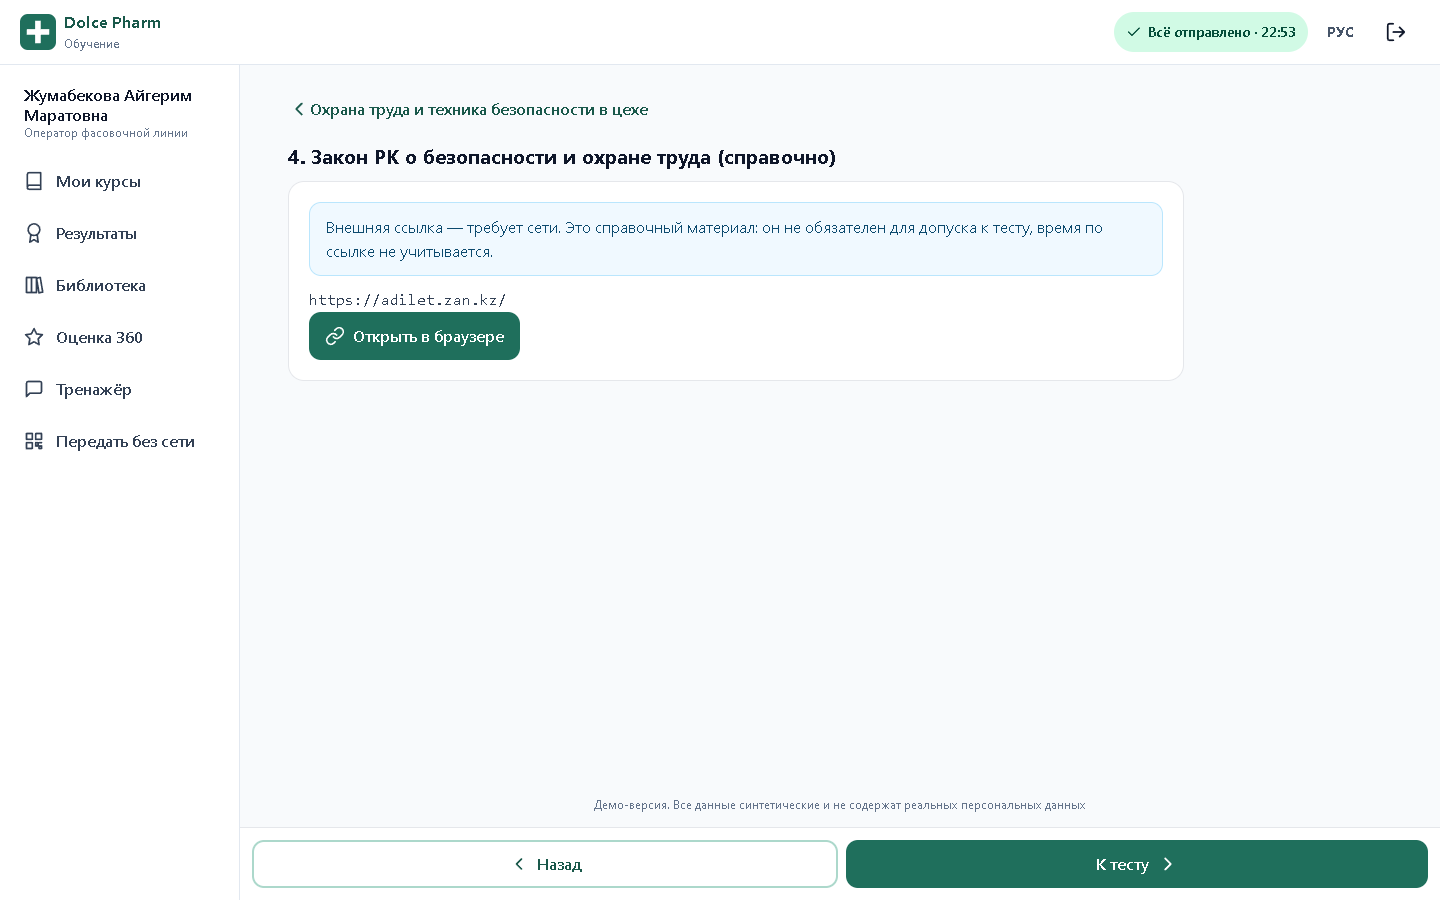 Dolce Pharm
Обучение
Всё отправлено · 22:53
РУС
Жумабекова Айгерим
Маратовна
Оператор фасовочной линии
Мои курсы
Результаты
Библиотека
Оценка 360
Тренажёр
Передать без сети
Охрана труда и техника безопасности в цехе
4. Закон РК о безопасности и охране труда (справочно)
Внешняя ссылка — требует сети. Это справочный материал: он не обязателен для допуска к тесту, время по
ссылке не учитывается.
https://adilet.zan.kz/
Открыть в браузере
Демо-версия. Все данные синтетические и не содержат реальных персональных данных
Назад
К тесту